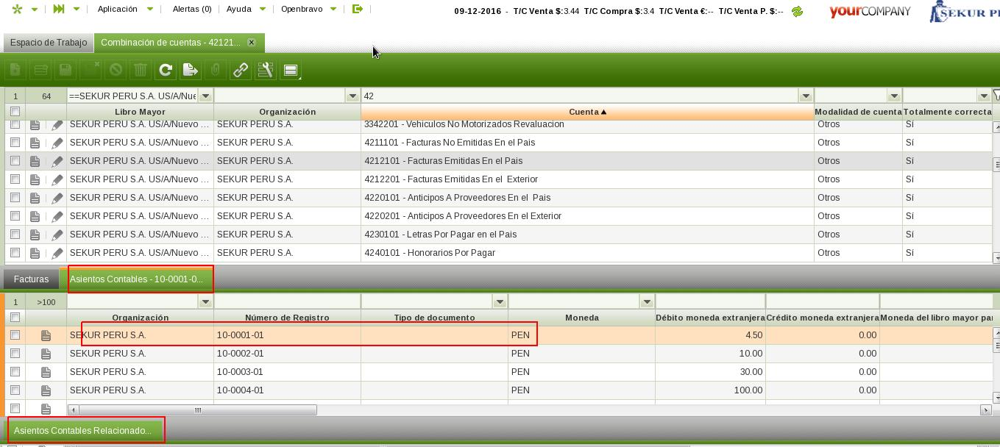 Aplicación Alertas (0) Ayuda Openbravo 09-12-2016 - T/C Venta $:3.44 T/C Compra $:3.4 T/C Venta €:-- T/C Venta P. $:-- yourCOMPANY SEKUR P
Espacio de Trabajo Combinación de cuentas - 42121... x
1 64 ==SEKUR PERU S.A. US/A/Nue 42
Libro Mayor Organización Cuenta Modalidad de cuenta Totalmente correcta
SEKUR PERU S.A. US/A/Nuevo ... SEKUR PERU S.A. 3342201 - Vehiculos No Motorizados Revaluacion Otros Sí
SEKUR PERU S.A. US/A/Nuevo ... SEKUR PERU S.A. 4211101 - Facturas No Emitidas En el Pais Otros Sí
SEKUR PERU S.A. US/A/Nuevo ... SEKUR PERU S.A. 4212101 - Facturas Emitidas En el Pais Otros Sí
SEKUR PERU S.A. US/A/Nuevo ... SEKUR PERU S.A. 4212201 - Facturas Emitidas En el Exterior Otros Sí
SEKUR PERU S.A. US/A/Nuevo ... SEKUR PERU S.A. 4220101 - Anticipos A Proveedores En el Pais Otros Sí
SEKUR PERU S.A. US/A/Nuevo ... SEKUR PERU S.A. 4220201 - Anticipos A Proveedores En el Exterior Otros Sí
SEKUR PERU S.A. US/A/Nuevo ... SEKUR PERU S.A. 4230101 - Letras Por Pagar en el Pais Otros Sí
SEKUR PERU S.A. US/A/Nuevo ... SEKUR PERU S.A. 4240101 - Honorarios Por Pagar Otros Sí
Facturas Asientos Contables - 10-0001-0...
1 >100
Organización Número de Registro Tipo de documento Moneda Débito moneda extranjera Crédito moneda extranjera Moneda del libro mayor pa
SEKUR PERU S.A. 10-0001-01 PEN 4.50 0.00
SEKUR PERU S.A. 10-0002-01 PEN 10.00 0.00
SEKUR PERU S.A. 10-0003-01 PEN 30.00 0.00
SEKUR PERU S.A. 10-0004-01 PEN 100.00 0.00
Asientos Contables Relacionado...